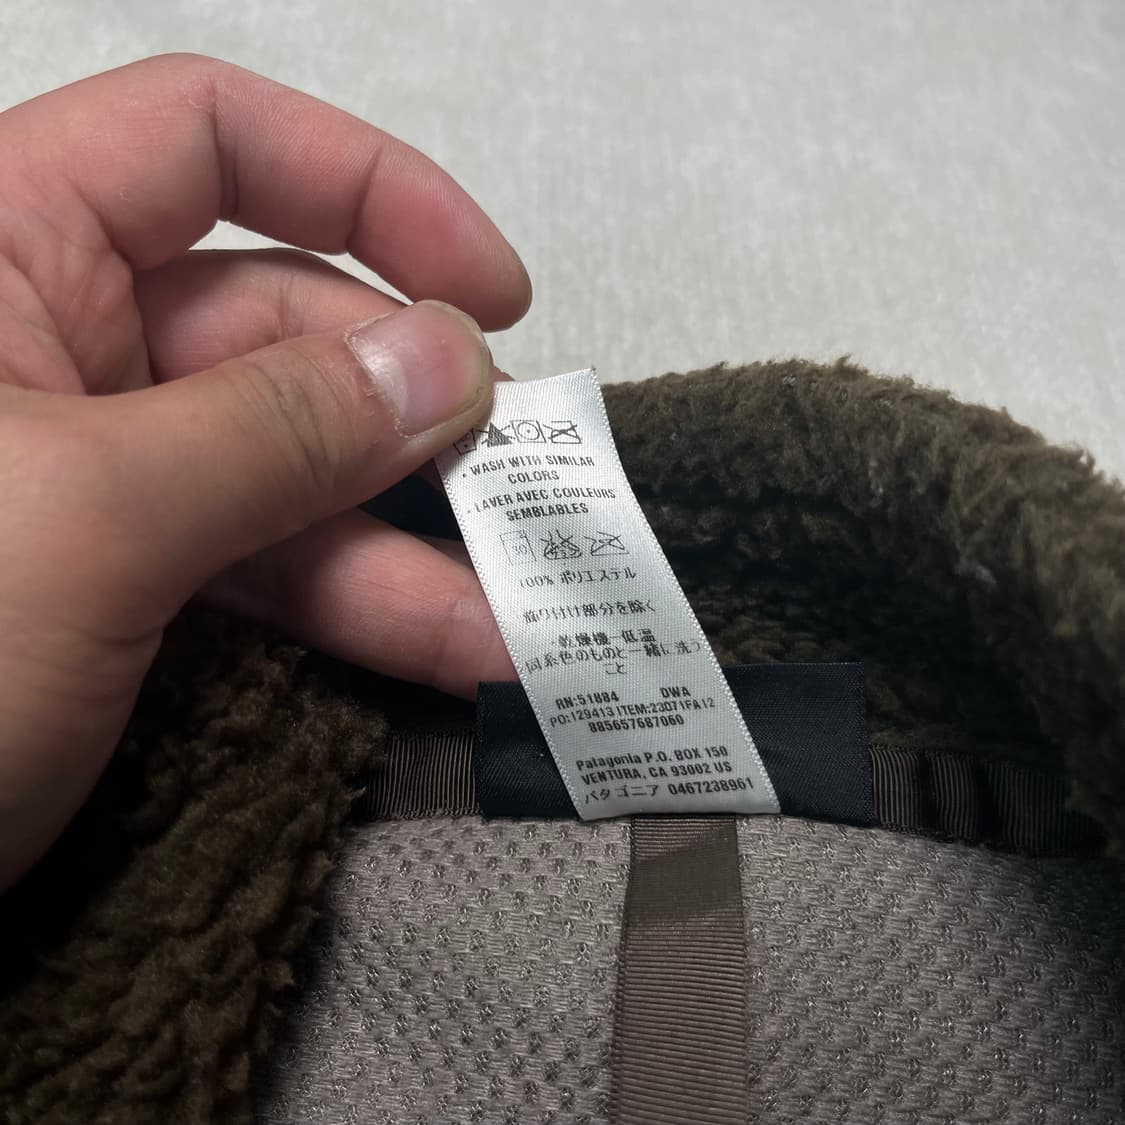 • WASH WITH SIMILAR
COLORS
• LAVER AVEC COULEURS
SEMBLABLES
30
100% ポリエステル
飾り付け部分を除く
・乾燥機 低温
同系色のものと一緒に洗う
こと
RN:51884 DWA
PO:129413 ITEM:23071FA12
885657687060
Patagonia P.O. BOX 150
VENTURA, CA 93002 US
パタゴニア 0467238961